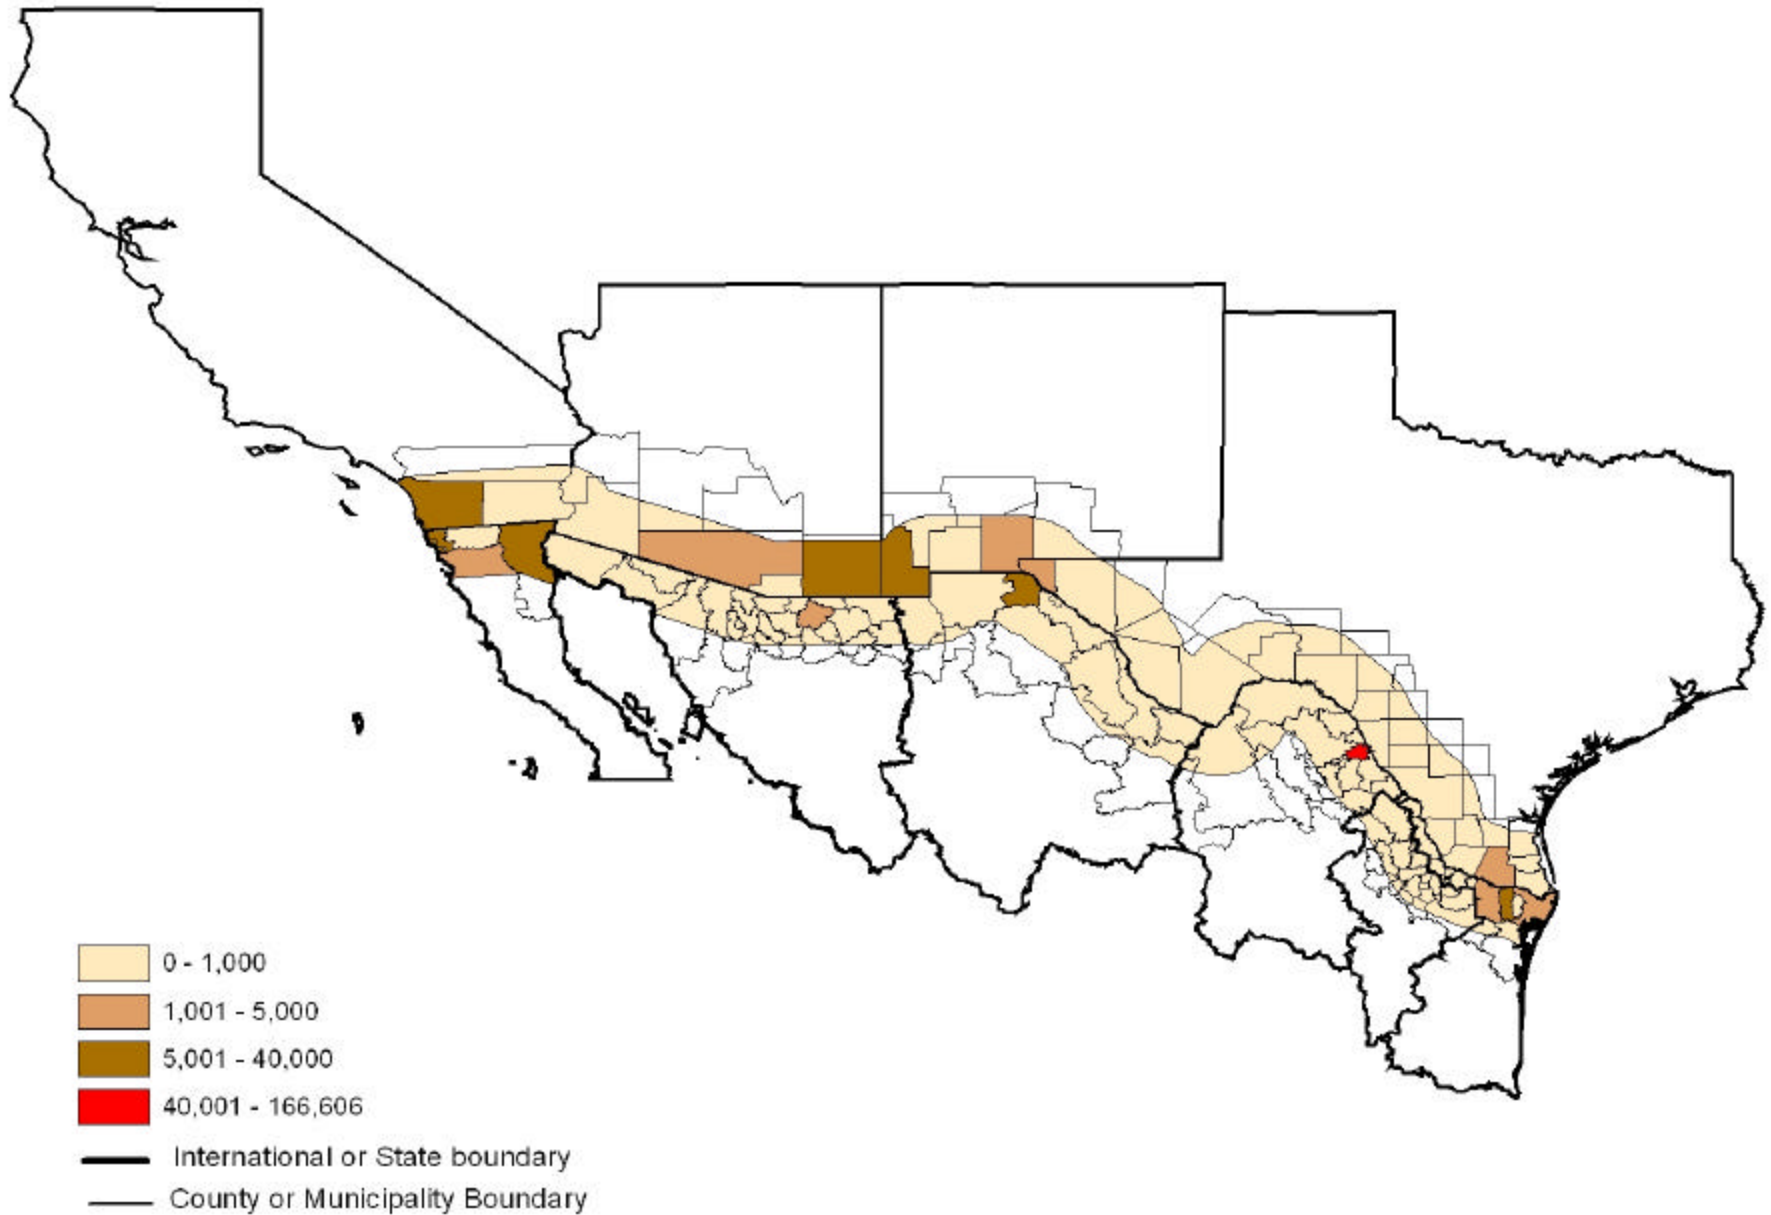 0 - 1,000
1,001 - 5,000
5,001 - 40,000
40,001 - 166,606
International or State boundary
County or Municipality Boundary